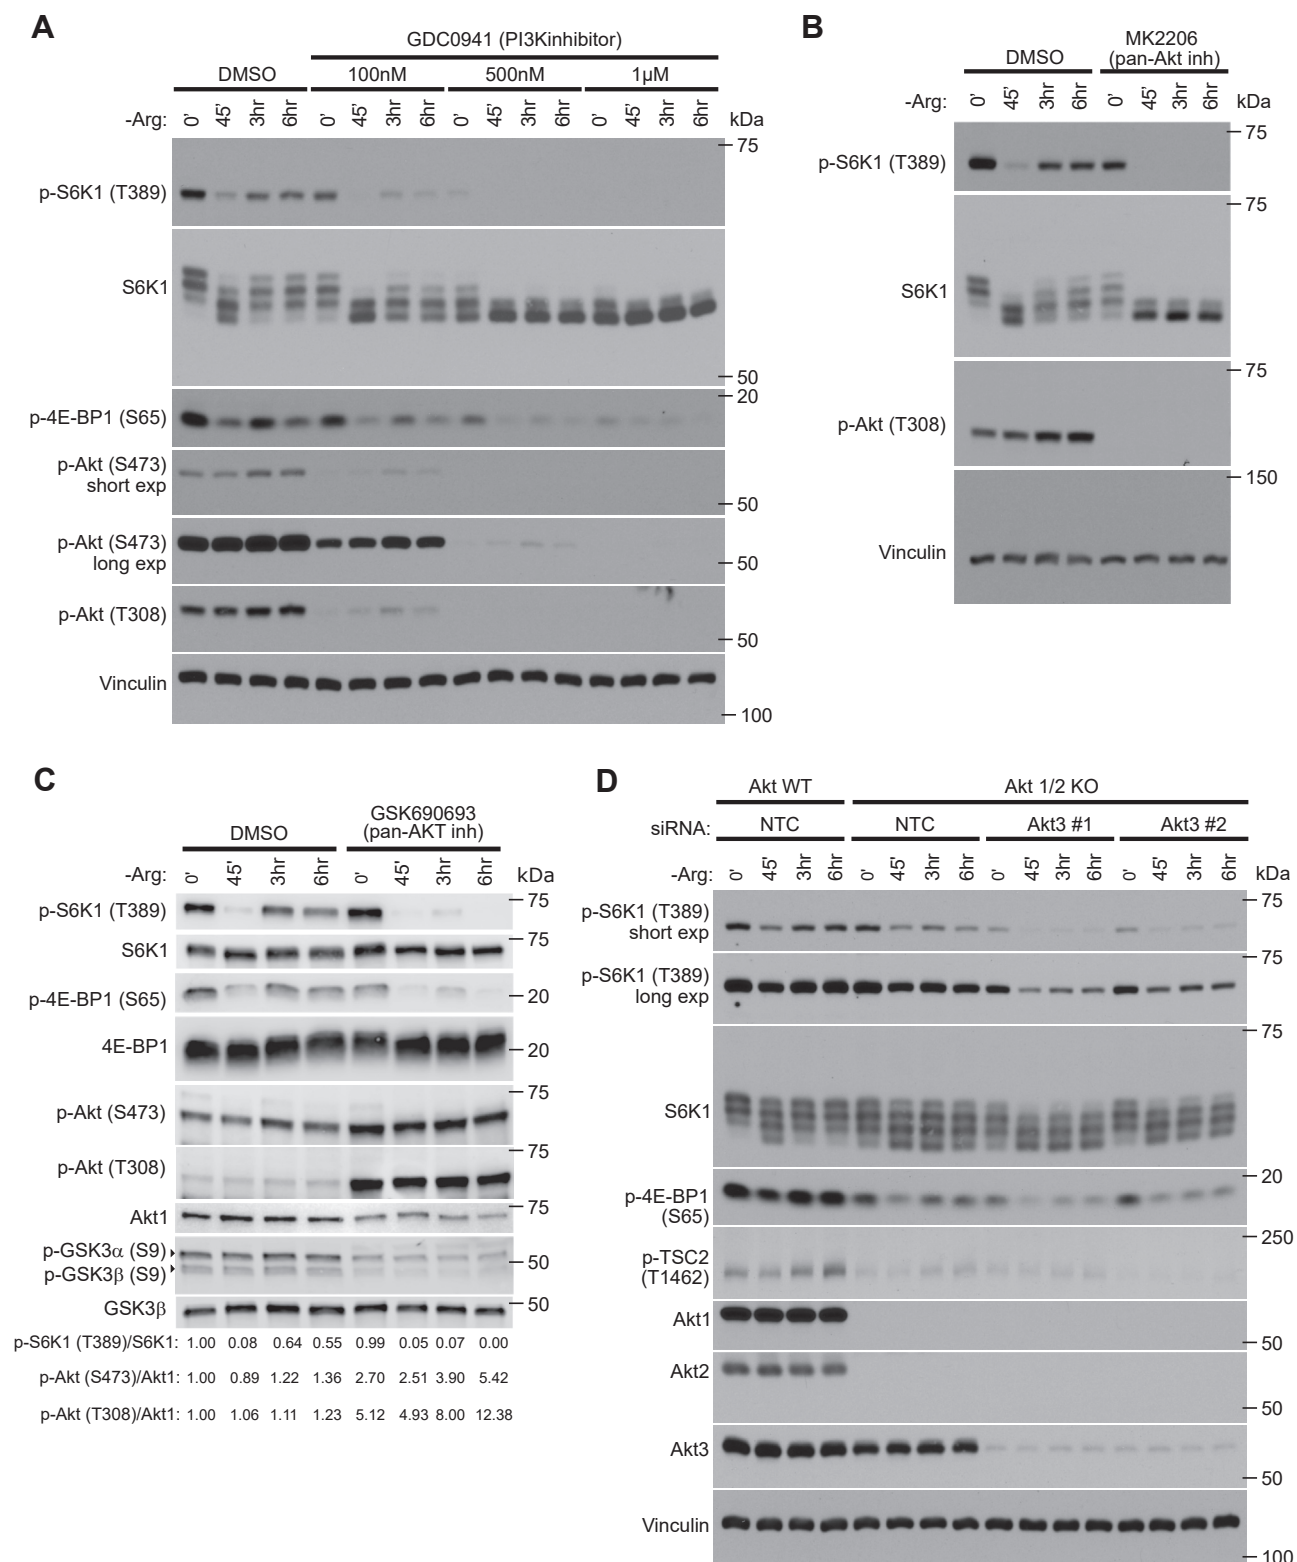 A
GDC0941 (PI3Kinhibitor)
DMSO 100nM 500nM 1µM
-Arg: 0' 45' 3hr 6hr 0' 45' 3hr 6hr 0' 45' 3hr 6hr 0' 45' 3hr 6hr kDa
75
p-S6K1 (T389)
S6K1
50
20
p-4E-BP1 (S65)
p-Akt (S473)
short exp
50
p-Akt (S473)
long exp
50
p-Akt (T308)
50
Vinculin
100
B
DMSO MK2206
(pan-Akt inh)
-Arg: 0' 45' 3hr 6hr 0' 45' 3hr 6hr kDa
75
p-S6K1 (T389)
75
S6K1
75
p-Akt (T308)
150
Vinculin
C
DMSO GSK690693
(pan-AKT inh)
-Arg: 0' 45' 3hr 6hr 0' 45' 3hr 6hr kDa
75
p-S6K1 (T389)
75
S6K1
p-4E-BP1 (S65)
20
4E-BP1
20
75
p-Akt (S473)
75
p-Akt (T308)
75
Akt1
p-GSK3α (S9)
50
p-GSK3β (S9)
50
GSK3β
p-S6K1 (T389)/S6K1: 1.00 0.08 0.64 0.55 0.99 0.05 0.07 0.00
p-Akt (S473)/Akt1: 1.00 0.89 1.22 1.36 2.70 2.51 3.90 5.42
p-Akt (T308)/Akt1: 1.00 1.06 1.11 1.23 5.12 4.93 8.00 12.38
D
Akt WT Akt 1/2 KO
siRNA: NTC NTC Akt3 #1 Akt3 #2
-Arg: 0' 45' 3hr 6hr 0' 45' 3hr 6hr 0' 45' 3hr 6hr 0' 45' 3hr 6hr kDa
75
p-S6K1 (T389)
short exp
75
p-S6K1 (T389)
long exp
75
S6K1
20
p-4E-BP1
(S65)
250
p-TSC2
(T1462)
Akt1
50
Akt2
50
Akt3
50
Vinculin
100